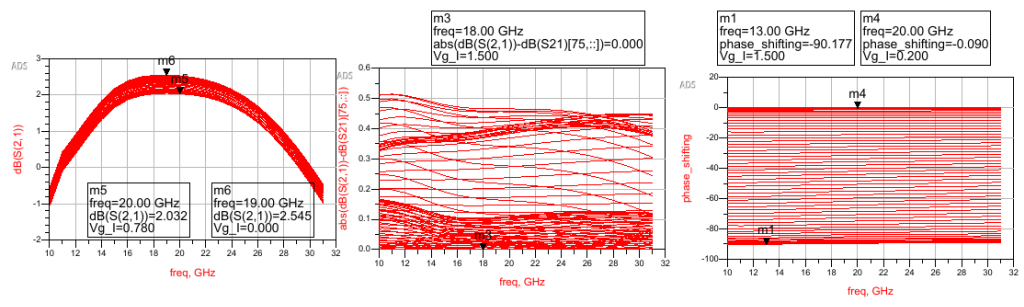 m3
freq=18.00 GHz
abs(dB(S(2,1))-dB(S21)[75,::])=0.000
Vg_I=1.500
m1
freq=13.00 GHz
phase_shifting=-90.177
Vg_I=1.500
m4
freq=20.00 GHz
phase_shifting=-0.090
Vg_I=0.200
ADS
dB(S(2,1))
3
2
1
0
-1
-2
m6
m5
m5
freq=20.00 GHz
dB(S(2,1))=2.032
Vg_I=0.780
m6
freq=19.00 GHz
dB(S(2,1))=2.545
Vg_I=0.000
10 12 14 16 18 20 22 24 26 28 30 32
freq, GHz
ADS
abs(dB(S(2,1))-dB(S21)[75,::])
0.6
0.5
0.4
0.3
0.2
0.1
0.0
m3
10 12 14 16 18 20 22 24 26 28 30 32
freq, GHz
ADS
phase_shifting
20
0
-20
-40
-60
-80
-100
m4
m1
10 12 14 16 18 20 22 24 26 28 30 32
freq, GHz